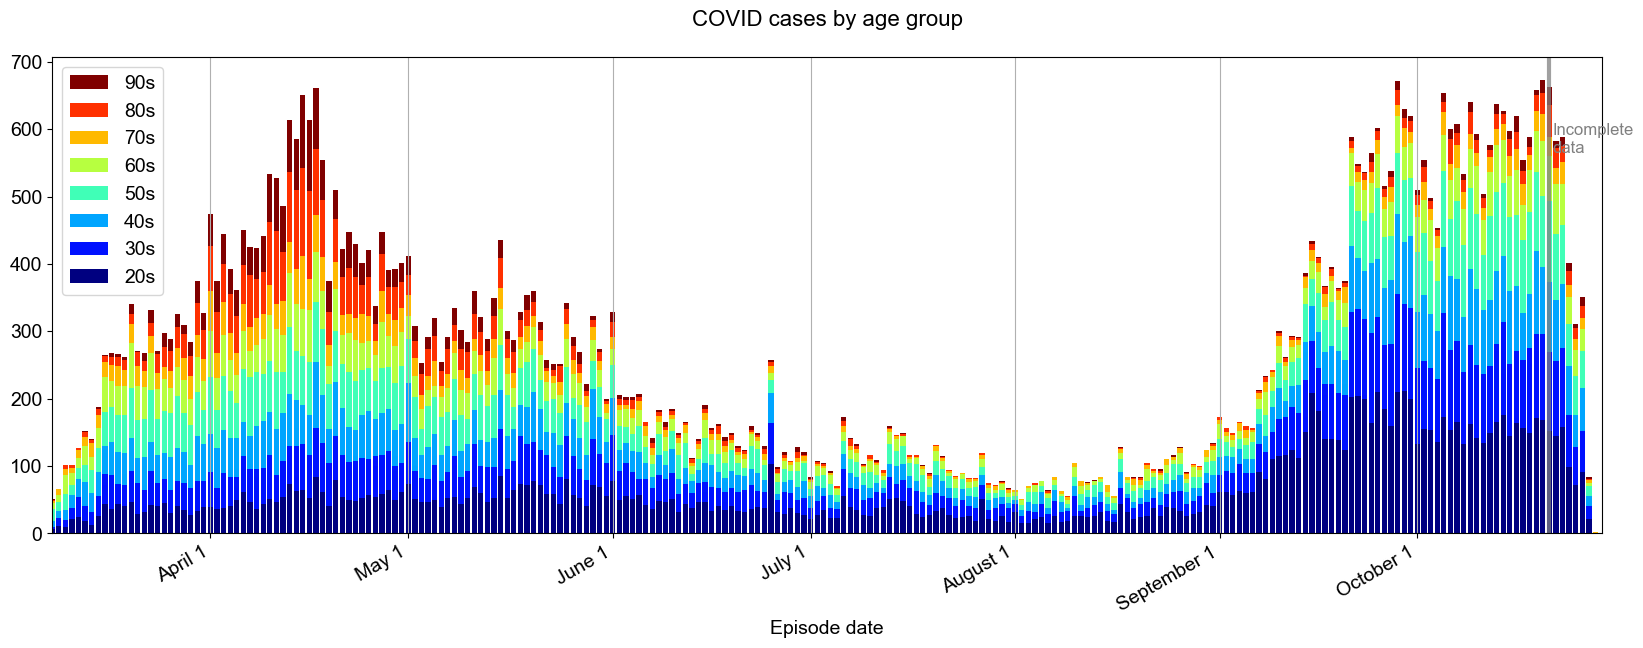 COVID cases by age group
700
600
500
400
300
200
100
0
90s
80s
70s
60s
50s
40s
30s
20s
Incomplete
data
April 1
May 1
June 1
July 1
August 1
September 1
October 1
Episode date